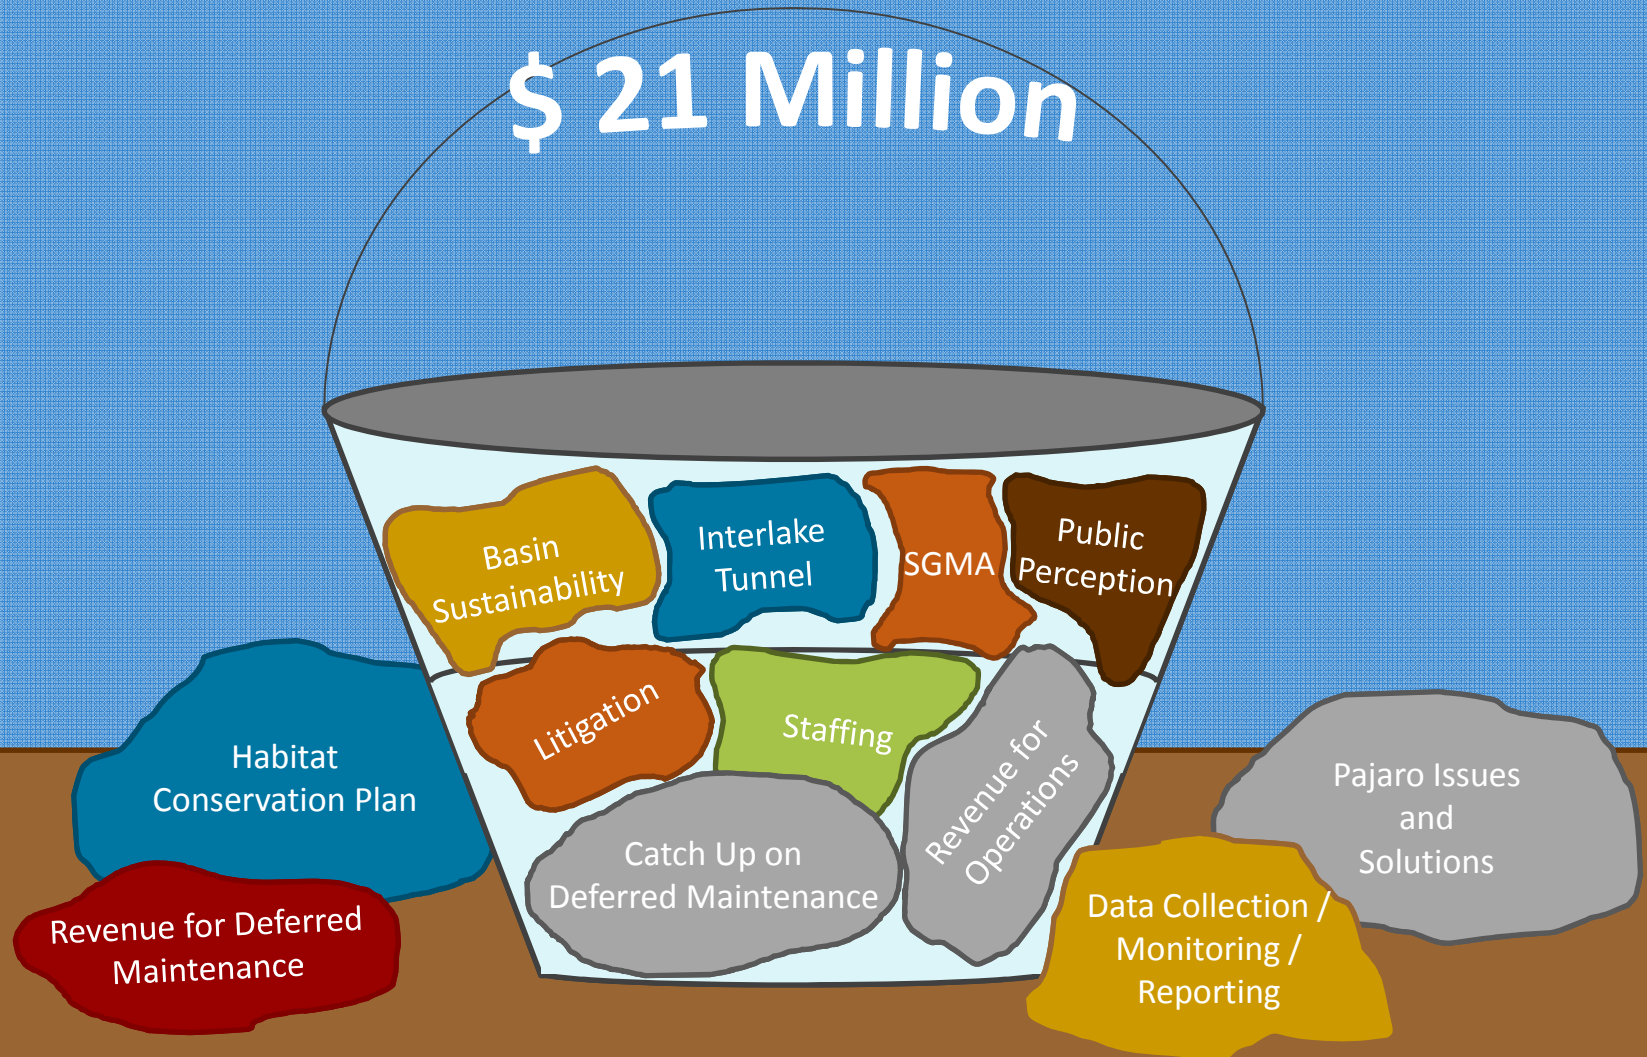 $ 21 Million
Basin
Sustainability
Interlake
Tunnel
SGMA
Public
Perception
Litigation
Staffing
Revenue for
Operations
Catch Up on
Deferred Maintenance
Habitat
Conservation Plan
Revenue for Deferred
Maintenance
Pajaro Issues
and
Solutions
Data Collection /
Monitoring /
Reporting